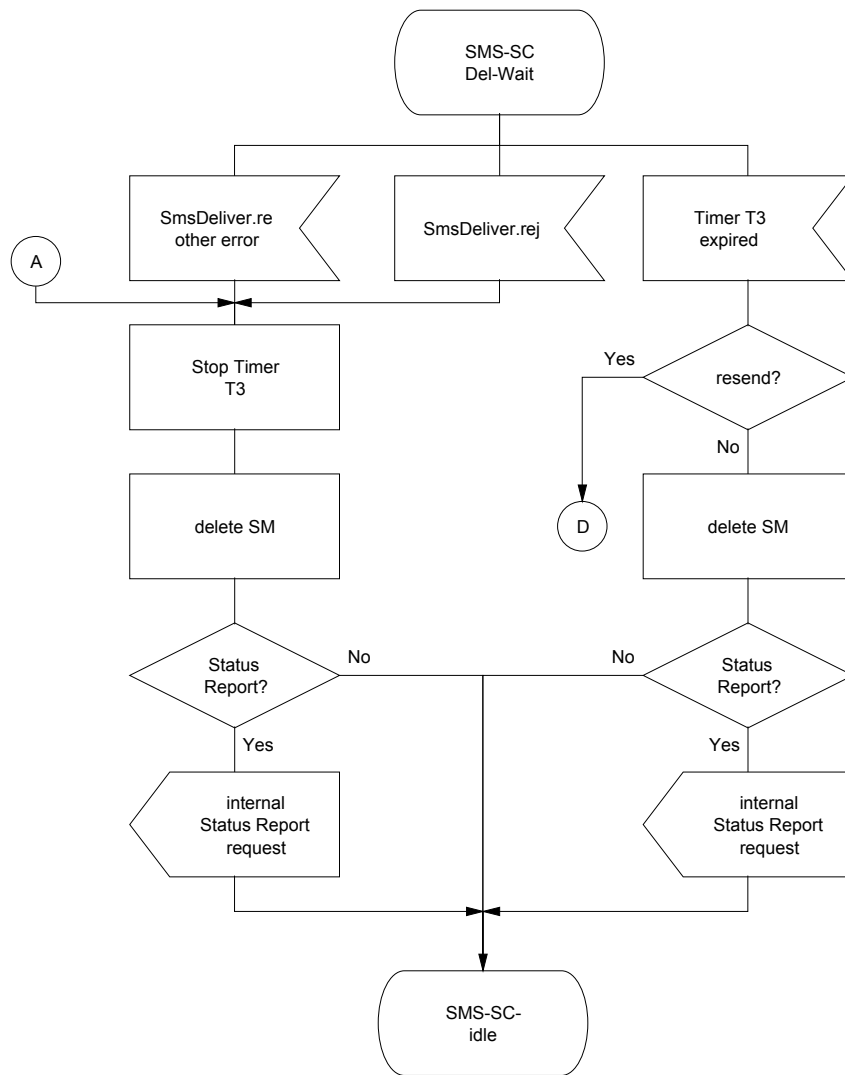 SMS-SC
Del-Wait
SmsDeliver.re
other error
SmsDeliver.rej
Timer T3
expired
A
Stop Timer
T3
Yes
resend?
No
delete SM
D
delete SM
Status
Report?
No
No
Status
Report?
Yes
Yes
internal
Status Report
request
internal
Status Report
request
SMS-SC-
idle